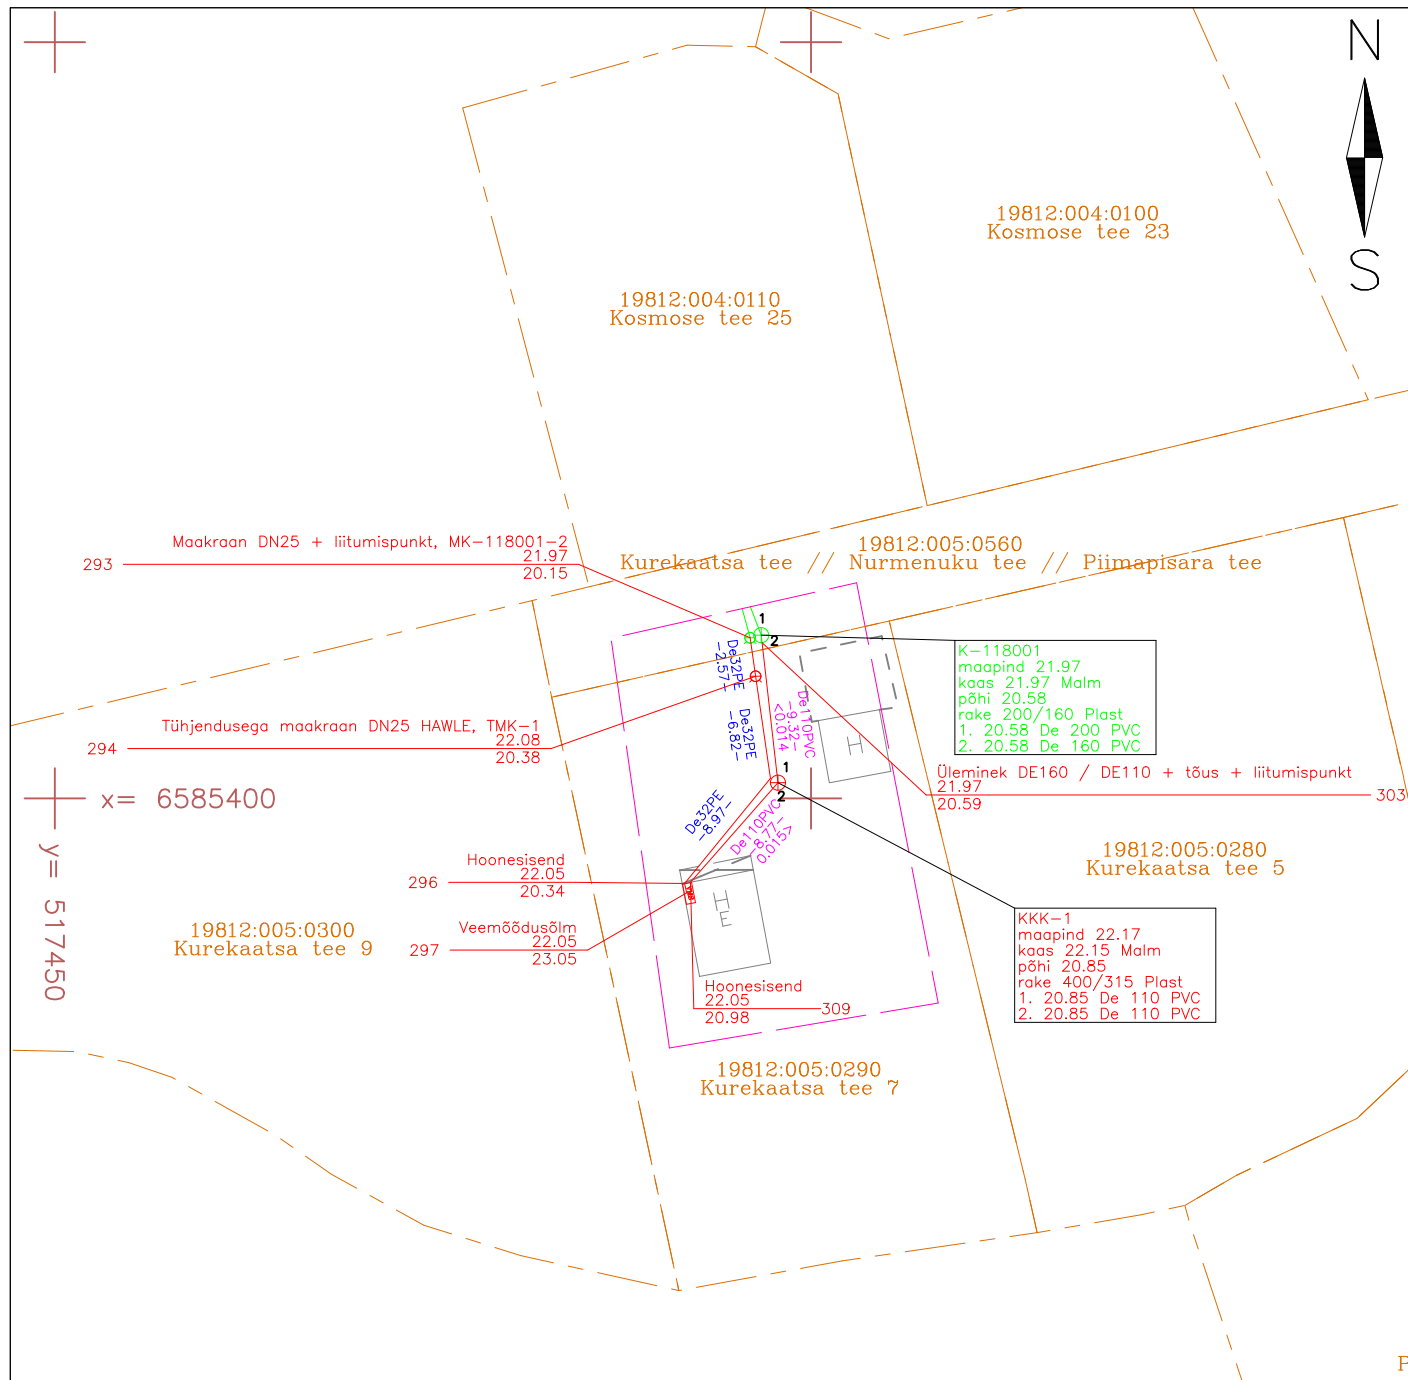 N
S
19812:004:0100
Kosmose tee 23
19812:004:0110
Kosmose tee 25
19812:005:0560
Kurekaatsa tee // Nurmenuku tee // Piimapisara tee
Maakraan DN25 + liitumispunkt, MK-118001-2
21.97
20.15
293
1
2
De32PE
-2.57-
K-118001
maapind 21.97
kaas 21.97 Malm
põhi 20.58
rake 200/160 Plast
1. 20.58 De 200 PVC
2. 20.58 De 160 PVC
Tühjendusega maakraan DN25 HAWLE, TMK-1
22.08
20.38
294
De32PE
-6.82-
De110PVC
-9.32-
<0.014
H
Üleminek DE160 / DE110 + tõus + liitumispunkt
21.97
20.59
303
1
2
x= 6585400
y= 517450
De32PE
-8.97-
De110PVC
-8.77-
0.015>
Hoonesisend
22.05
20.34
296
19812:005:0280
Kurekaatsa tee 5
19812:005:0300
Kurekaatsa tee 9
Veemõõdusõlm
22.05
23.05
297
EH
KKK-1
maapind 22.17
kaas 22.15 Malm
põhi 20.85
rake 400/315 Plast
1. 20.85 De 110 PVC
2. 20.85 De 110 PVC
Hoonesisend
22.05
20.98
309
19812:005:0290
Kurekaatsa tee 7
P